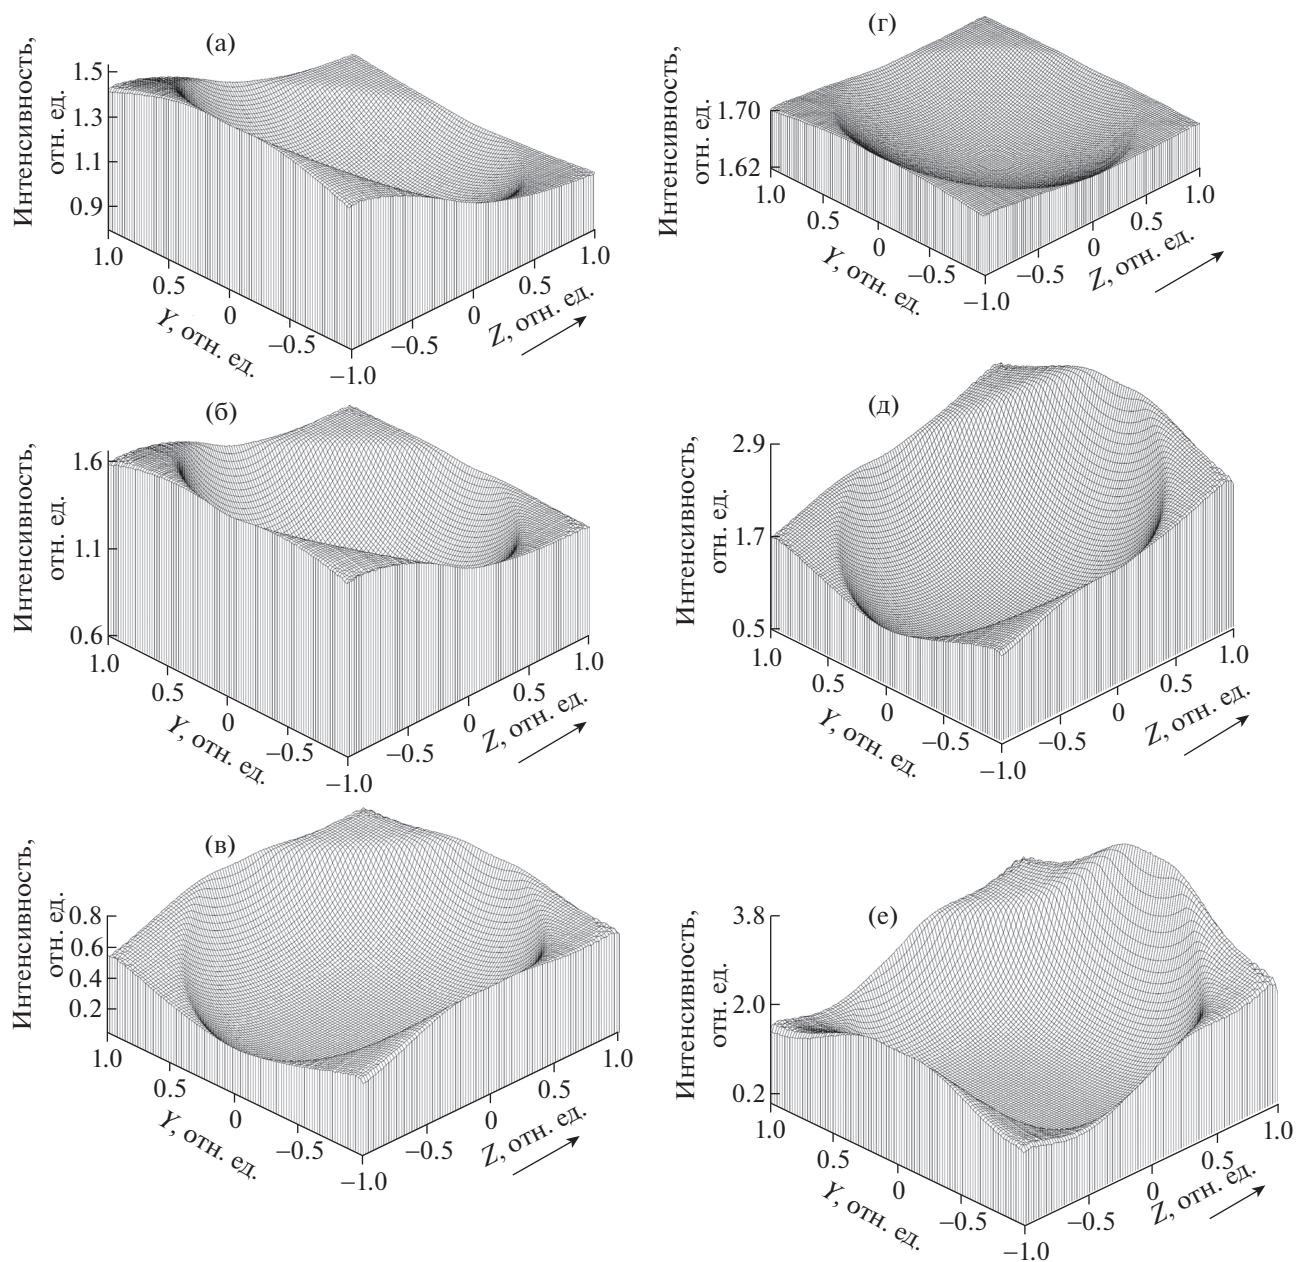 (а)
Интенсивность,
отн. ед.
1.5
1.3
1.1
0.9
1.0
0.5
0
−0.5
−1.0
Y, отн. ед.
−0.5
0
0.5
1.0
Z, отн. ед.
(б)
Интенсивность,
отн. ед.
1.6
1.1
0.6
1.0
0.5
0
−0.5
−1.0
Y, отн. ед.
−0.5
0
0.5
1.0
Z, отн. ед.
(в)
Интенсивность,
отн. ед.
0.8
0.6
0.4
0.2
1.0
0.5
0
−0.5
−1.0
Y, отн. ед.
−0.5
0
0.5
1.0
Z, отн. ед.
(г)
Интенсивность,
отн. ед.
1.70
1.62
1.0
0.5
0
−0.5
−1.0
Y, отн. ед.
−0.5
0
0.5
1.0
Z, отн. ед.
(д)
Интенсивность,
отн. ед.
2.9
1.7
0.5
1.0
0.5
0
−0.5
−1.0
Y, отн. ед.
−0.5
0
0.5
1.0
Z, отн. ед.
(е)
Интенсивность,
отн. ед.
3.8
2.0
0.2
1.0
0.5
0
−0.5
−1.0
Y, отн. ед.
−0.5
0
0.5
1.0
Z, отн. ед.